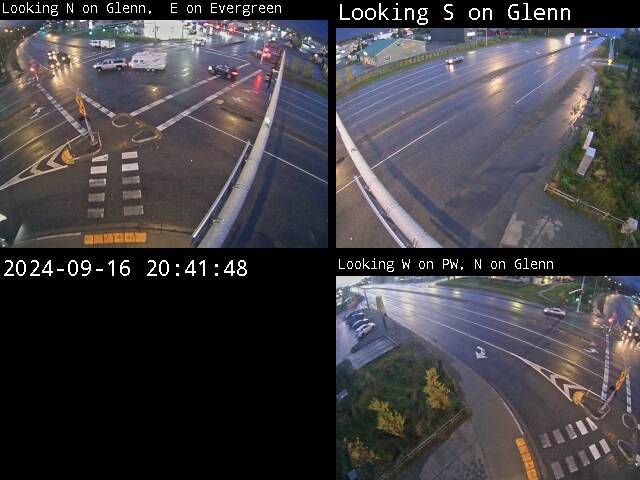 Looking N on Glenn, E on Evergreen
Looking S on Glenn
2024-09-16 20:41:48
Looking W on PW, N on Glenn